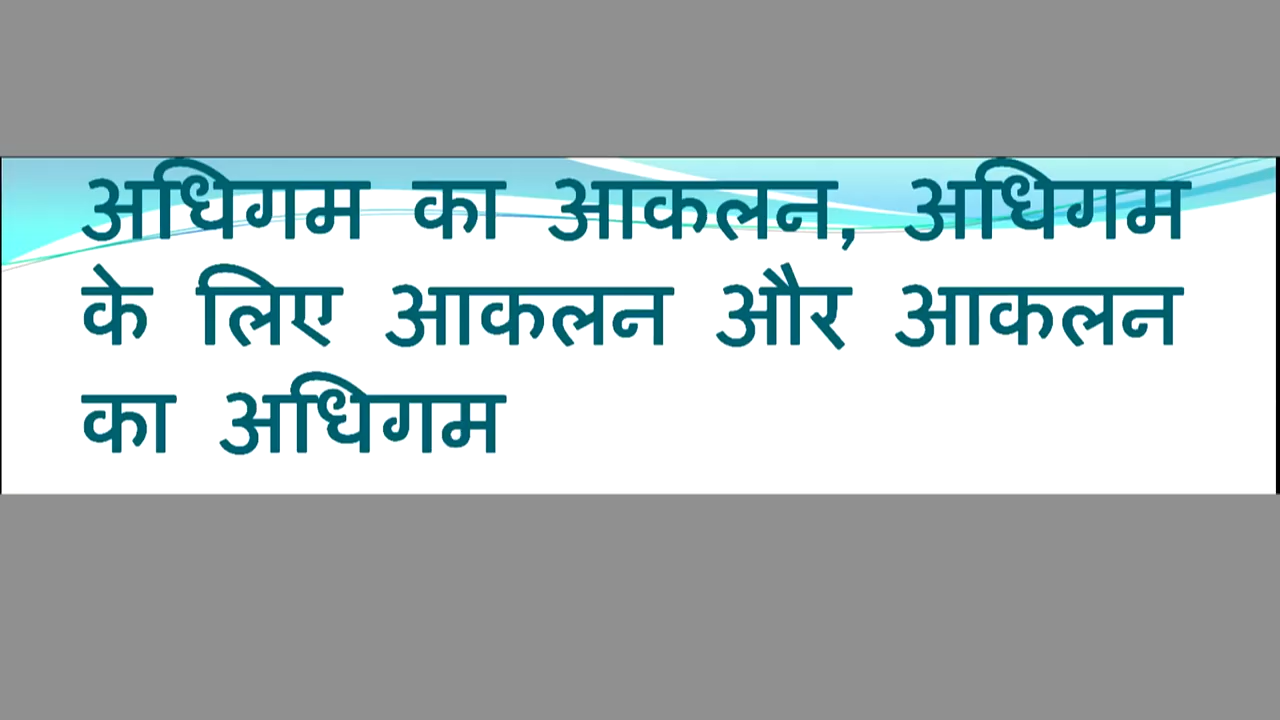 अधिगम का आकलन, अधिगम
के लिए आकलन और आकलन
का अधिगम